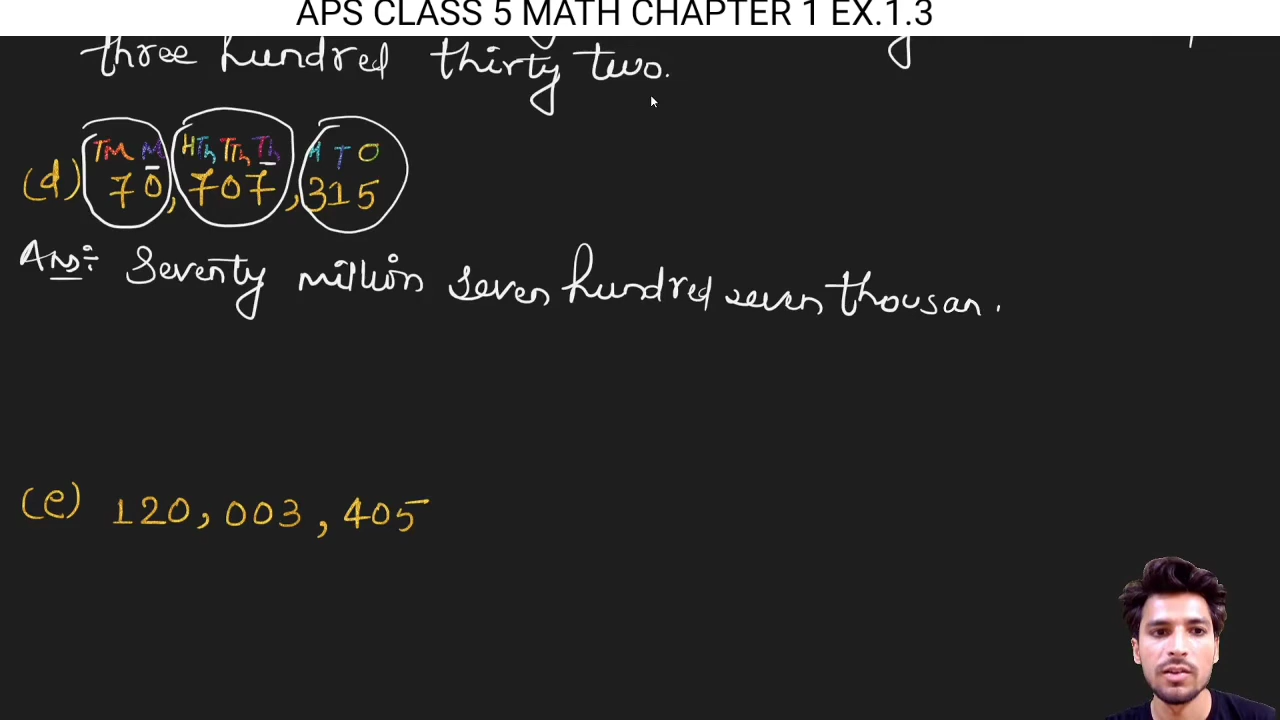 APS CLASS 5 MATH CHAPTER 1 EX.1.3
three hundred thirty two.
TM M HTh TTh Th H T O
(d) 70,707,315
Ans:- Seventy million seven hundred seven thousan.
(e) 120,003,405